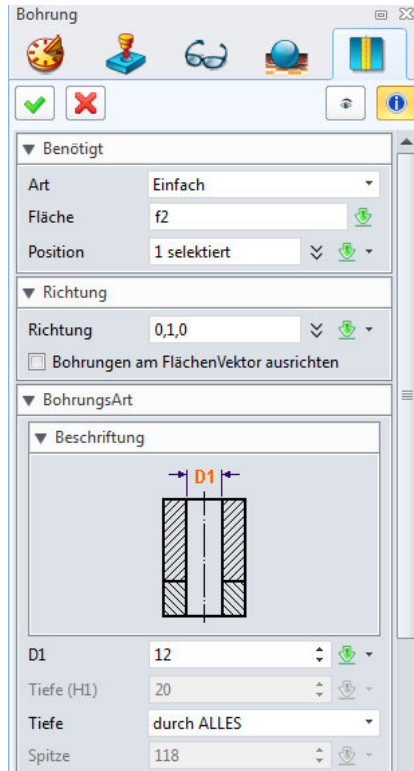 Bohrung
Benötigt
Art Einfach
Fläche f2
Position 1 selektiert
Richtung
Richtung 0,1,0
Bohrungen am FlächenVektor ausrichten
BohrungsArt
Beschriftung
D1
D1 12
Tiefe (H1) 20
Tiefe durch ALLES
Spitze 118